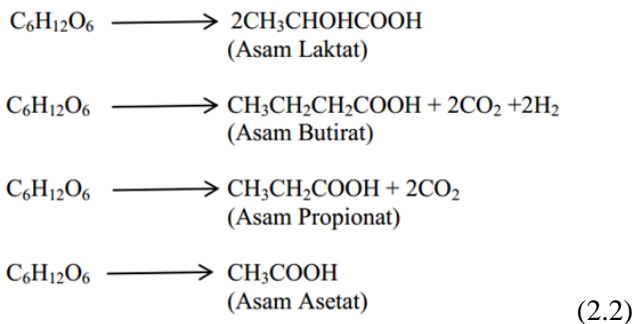 C₆H₁₂O₆ ⟶ 2CH₃CHOHCOOH
(Asam Laktat)
C₆H₁₂O₆ ⟶ CH₃CH₂CH₂COOH + 2CO₂ +2H₂
(Asam Butirat)
C₆H₁₂O₆ ⟶ CH₃CH₂COOH + 2CO₂
(Asam Propionat)
C₆H₁₂O₆ ⟶ CH₃COOH
(Asam Asetat) (2.2)